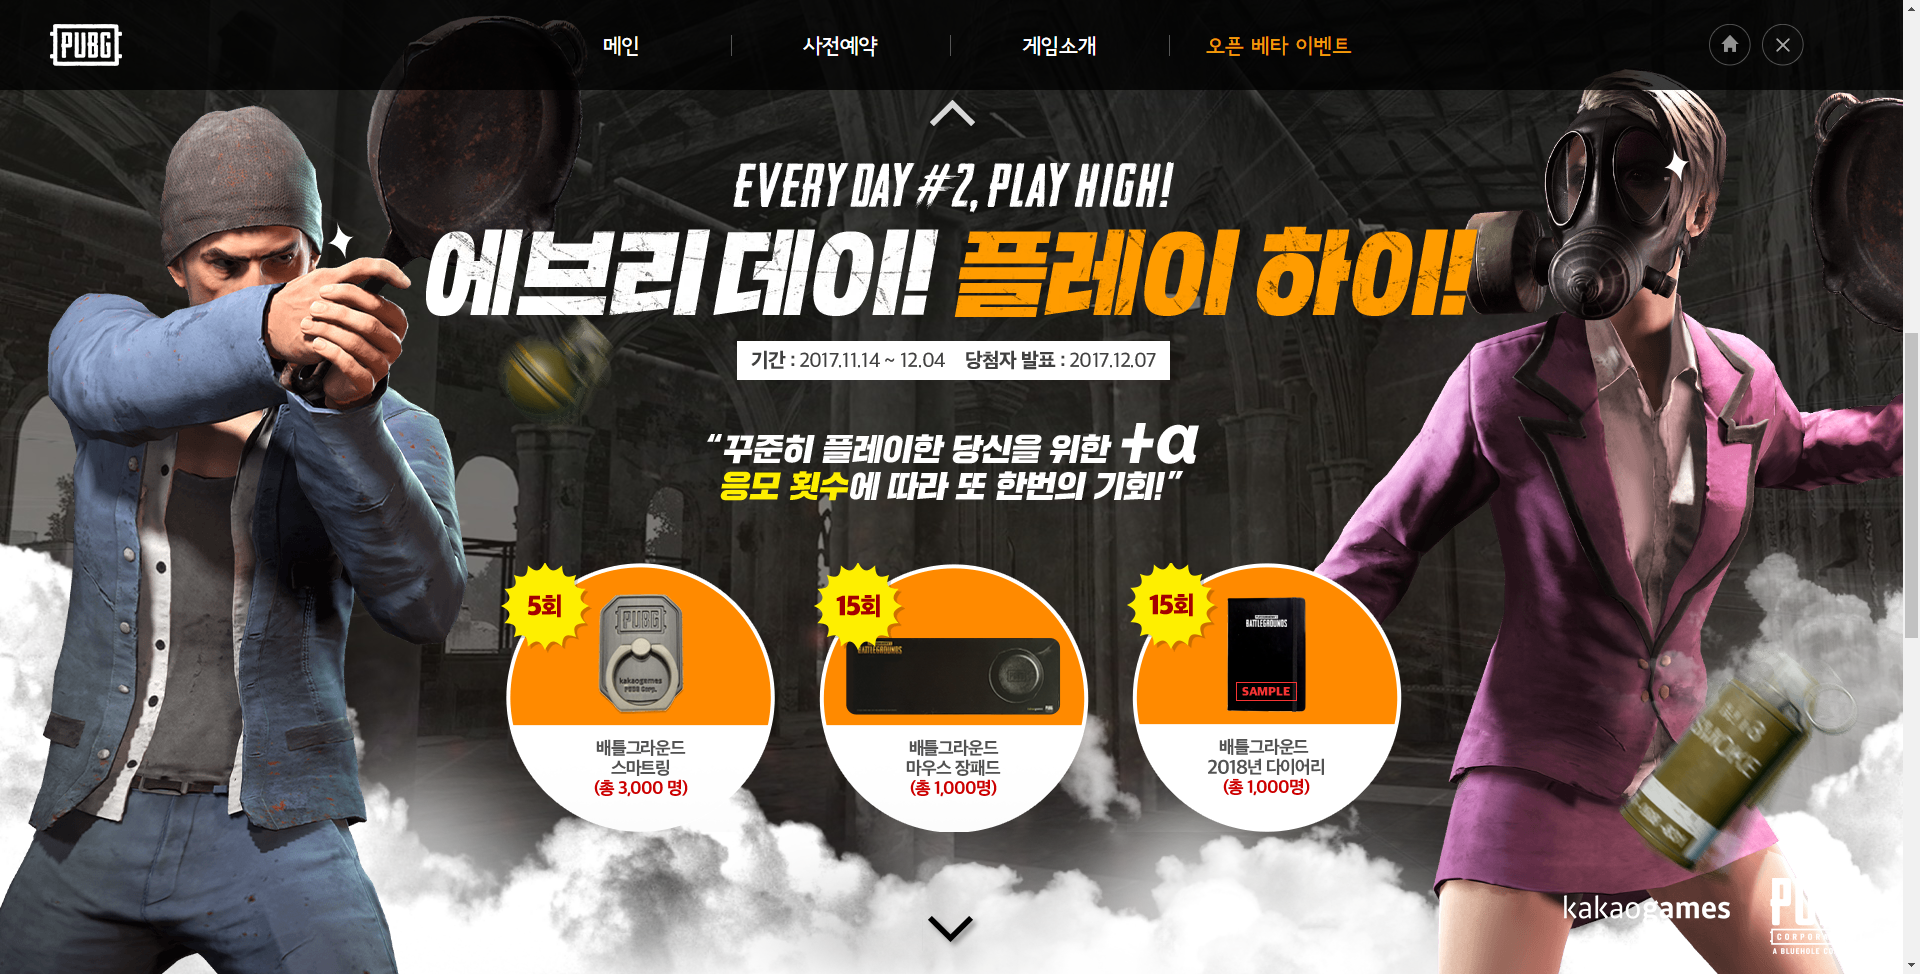 PUBG
메인
사전예약
게임소개
오픈 베타 이벤트
EVERY DAY #2, PLAY HIGH!
에브리 데이! 플레이 하이!
기간 : 2017.11.14 ~ 12.04 당첨자 발표 : 2017.12.07
“꾸준히 플레이한 당신을 위한 +α
응모 횟수에 따라 또 한번의 기회!”
5회
PUBG
kakaogames
PUBG Corp.
배틀그라운드
스마트링
(총 3,000 명)
15회
BATTLEGROUNDS
배틀그라운드
마우스 장패드
(총 1,000명)
15회
BATTLEGROUNDS
SAMPLE
배틀그라운드
2018년 다이어리
(총 1,000명)
SMOKE
kakaogames
A BLUEHOLE